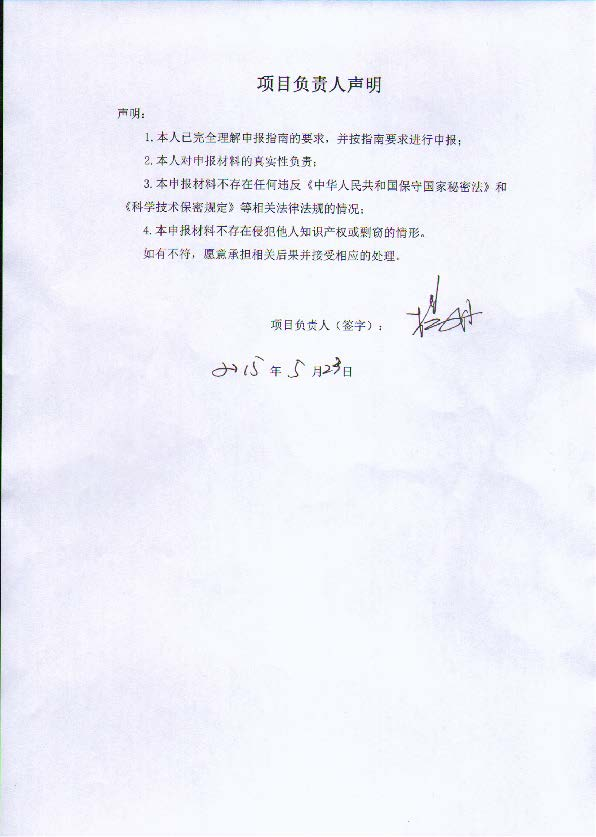 项目负责人声明
声明:
1.本人已完全理解申报指南的要求，并按指南要求进行申报;
2.本人对申报材料的真实性负责;
3.本申报材料不存在任何违反《中华人民共和国保守国家秘密法》和
《科学技术保密规定》等相关法律法规的情况;
4.本申报材料不存在侵犯他人知识产权或剽窃的情形。
如有不符，愿意承担相关后果并接受相应的处理。
项目负责人（签字）:
2015年5月23日